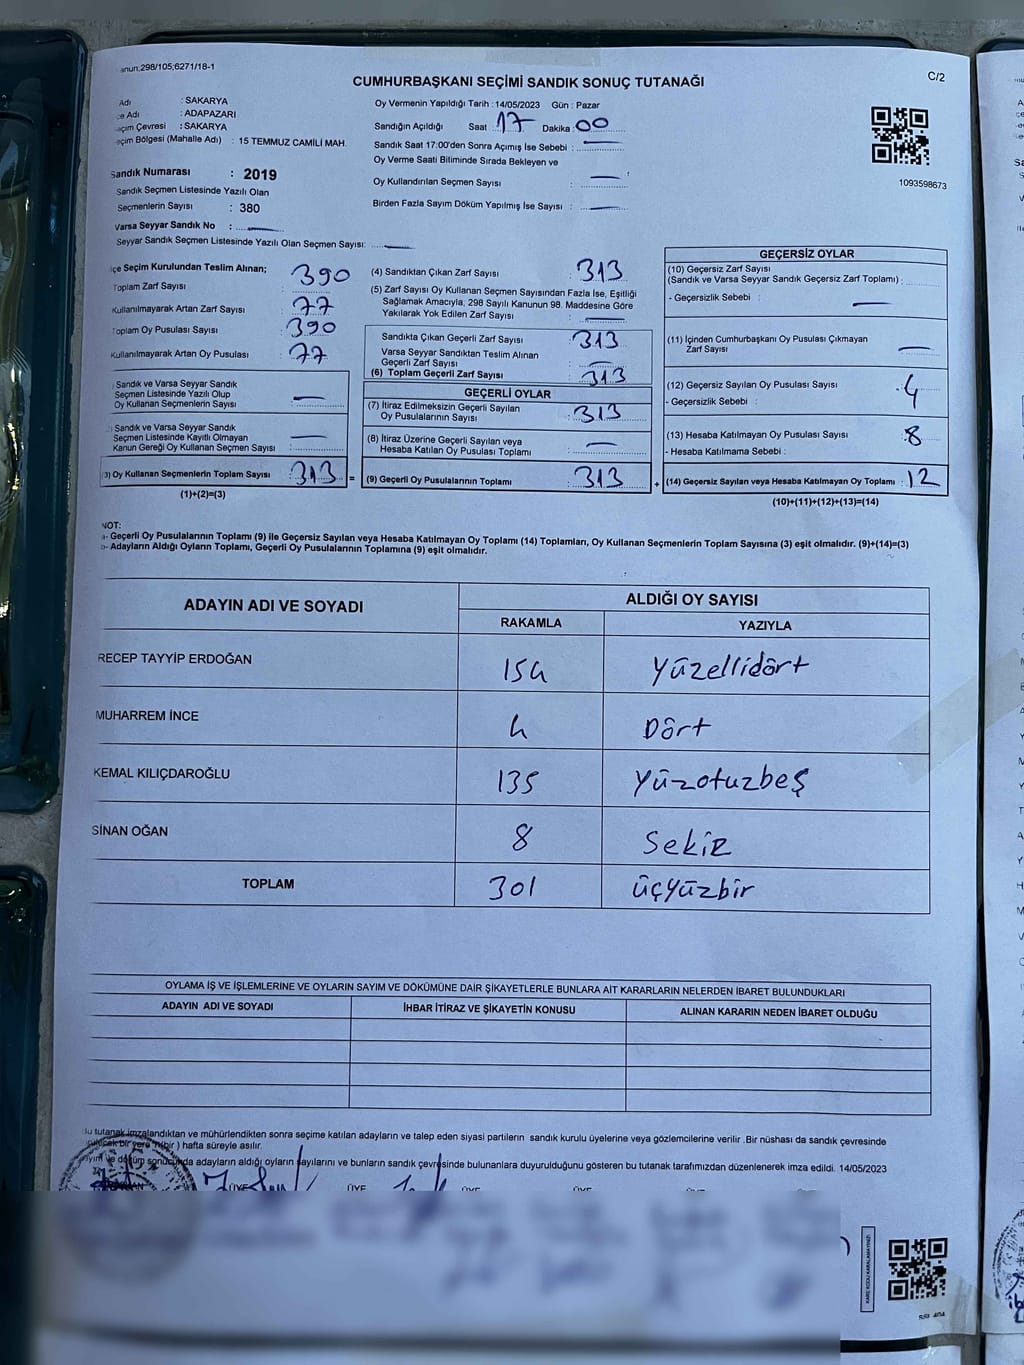 anun;298/105;6271/18-1
C/2
CUMHURBAŞKANI SEÇİMİ SANDIK SONUÇ TUTANAĞI
Adı : SAKARYA
çe Adı : ADAPAZARI
eçim Çevresi : SAKARYA
eçim Bölgesi (Mahalle Adı) : 15 TEMMUZ CAMİLİ MAH.
Oy Vermenin Yapıldığı Tarih : 14/05/2023 Gün : Pazar
Sandığın Açıldığı Saat : 17 Dakika : 00
Sandık Saat 17:00'den Sonra Açımış İse Sebebi : —
Oy Verme Saati Bitiminde Sırada Bekleyen ve
Oy Kullandırılan Seçmen Sayısı : —
Birden Fazla Sayım Döküm Yapılmış İse Sayısı : —
1093598673
Sandık Numarası : 2019
Sandık Seçmen Listesinde Yazılı Olan
Seçmenlerin Sayısı : 380
Varsa Seyyar Sandık No : —
Seyyar Sandık Seçmen Listesinde Yazılı Olan Seçmen Sayısı: —
çe Seçim Kurulundan Teslim Alınan;
Toplam Zarf Sayısı : 390
Kullanılmayarak Artan Zarf Sayısı : 77
Toplam Oy Pusulası Sayısı : 390
Kullanılmayarak Artan Oy Pusulası : 77
) Sandık ve Varsa Seyyar Sandık
Seçmen Listesinde Yazılı Olup
Oy Kullanan Seçmenlerin Sayısı : —
) Sandık ve Varsa Seyyar Sandık
Seçmen Listesinde Kayıtlı Olmayan
Kanun Gereği Oy Kullanan Seçmen Sayısı : —
3) Oy Kullanan Seçmenlerin Toplam Sayısı : 313 =
(1)+(2)=(3)
(4) Sandıktan Çıkan Zarf Sayısı : 313
(5) Zarf Sayısı Oy Kullanan Seçmen Sayısından Fazla İse, Eşitliği
Sağlamak Amacıyla, 298 Sayılı Kanunun 98. Maddesine Göre
Yakılarak Yok Edilen Zarf Sayısı : —
Sandıkta Çıkan Geçerli Zarf Sayısı : 313
Varsa Seyyar Sandıktan Teslim Alınan
Geçerli Zarf Sayısı : —
(6) Toplam Geçerli Zarf Sayısı : 313
GEÇERLİ OYLAR
(7) İtiraz Edilmeksizin Geçerli Sayılan
Oy Pusulalarının Sayısı : 313
(8) İtiraz Üzerine Geçerli Sayılan veya
Hesaba Katılan Oy Pusulası Toplamı : —
(9) Geçerli Oy Pusulalarının Toplamı : 313 +
GEÇERSİZ OYLAR
(10) Geçersiz Zarf Sayısı
(Sandık ve Varsa Seyyar Sandık Geçersiz Zarf Toplamı) :
- Geçersizlik Sebebi : —
(11) İçinden Cumhurbaşkanı Oy Pusulası Çıkmayan
Zarf Sayısı : —
(12) Geçersiz Sayılan Oy Pusulası Sayısı : 4
- Geçersizlik Sebebi :
(13) Hesaba Katılmayan Oy Pusulası Sayısı : 8
- Hesaba Katılmama Sebebi :
(14) Geçersiz Sayılan veya Hesaba Katılmayan Oy Toplamı : 12
(10)+(11)+(12)+(13)=(14)
NOT:
a- Geçerli Oy Pusulalarının Toplamı (9) ile Geçersiz Sayılan veya Hesaba Katılmayan Oy Toplamı (14) Toplamları, Oy Kullanan Seçmenlerin Toplam Sayısına (3) eşit olmalıdır. (9)+(14)=(3)
b- Adayların Aldığı Oyların Toplamı, Geçerli Oy Pusulalarının Toplamına (9) eşit olmalıdır.
ADAYIN ADI VE SOYADI ALDIĞI OY SAYISI
RAKAMLA YAZIYLA
RECEP TAYYİP ERDOĞAN 154 Yüzellidört
MUHARREM İNCE 4 Dört
KEMAL KILIÇDAROĞLU 135 Yüzotuzbeş
SİNAN OĞAN 8 Sekiz
TOPLAM 301 üçyüzbir
OYLAMA İŞ VE İŞLEMLERİNE VE OYLARIN SAYIM VE DÖKÜMÜNE DAİR ŞİKAYETLERLE BUNLARA AİT KARARLARIN NELERDEN İBARET BULUNDUKLARI
ADAYIN ADI VE SOYADI İHBAR İTİRAZ VE ŞİKAYETİN KONUSU ALINAN KARARIN NEDEN İBARET OLDUĞU
u tutanak imzalandıktan ve mühürlendikten sonra seçime katılan adayların ve talep eden siyasi partilerin sandık kurulu üyelerine veya gözlemcilerine verilir .Bir nüshası da sandık çevresinde
bir yere 1(bir ) hafta süreyle asılır.
ayım ve döküm sonucunda adayların aldığı oyların sayılarını ve bunların sandık çevresinde bulunanlara duyurulduğunu gösteren bu tutanak tarafımızdan düzenlenerek imza edildi. 14/05/2023
ÜYE ÜYE ÜYE ÜYE ÜYE ÜYE